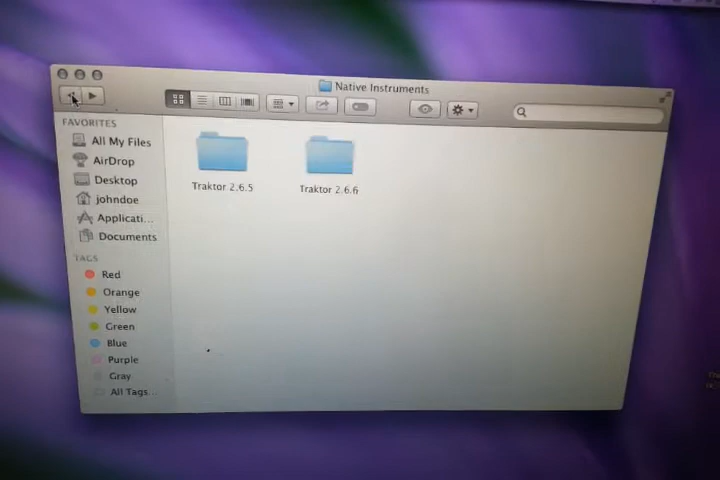 Native Instruments
FAVORITES
All My Files
AirDrop
Desktop
johndoe
Applicati...
Documents
TAGS
Red
Orange
Yellow
Green
Blue
Purple
Gray
All Tags...
Traktor 2.6.5
Traktor 2.6.6